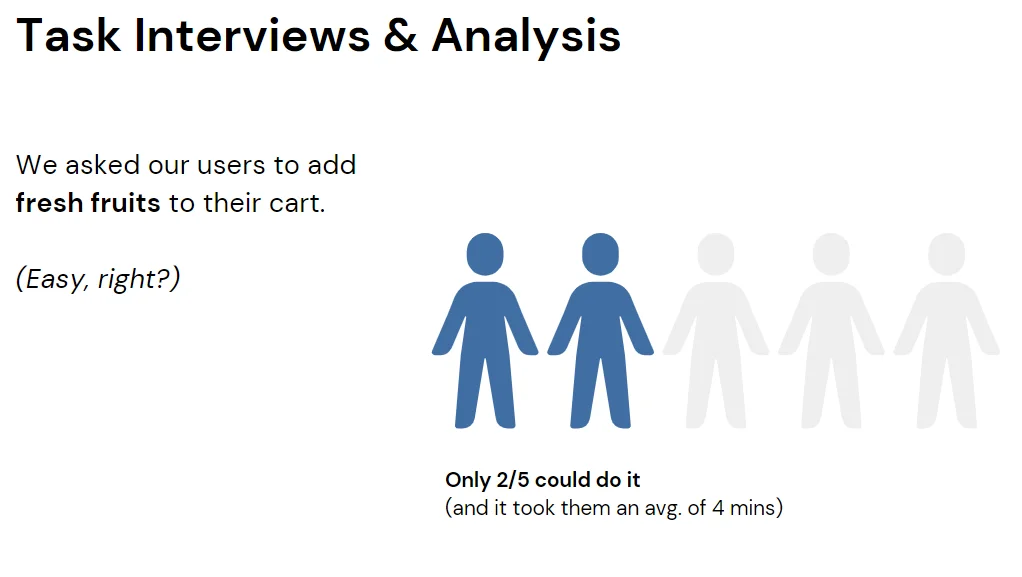 Task Interviews & Analysis
We asked our users to add
fresh fruits to their cart.
(Easy, right?)
Only 2/5 could do it
(and it took them an avg. of 4 mins)